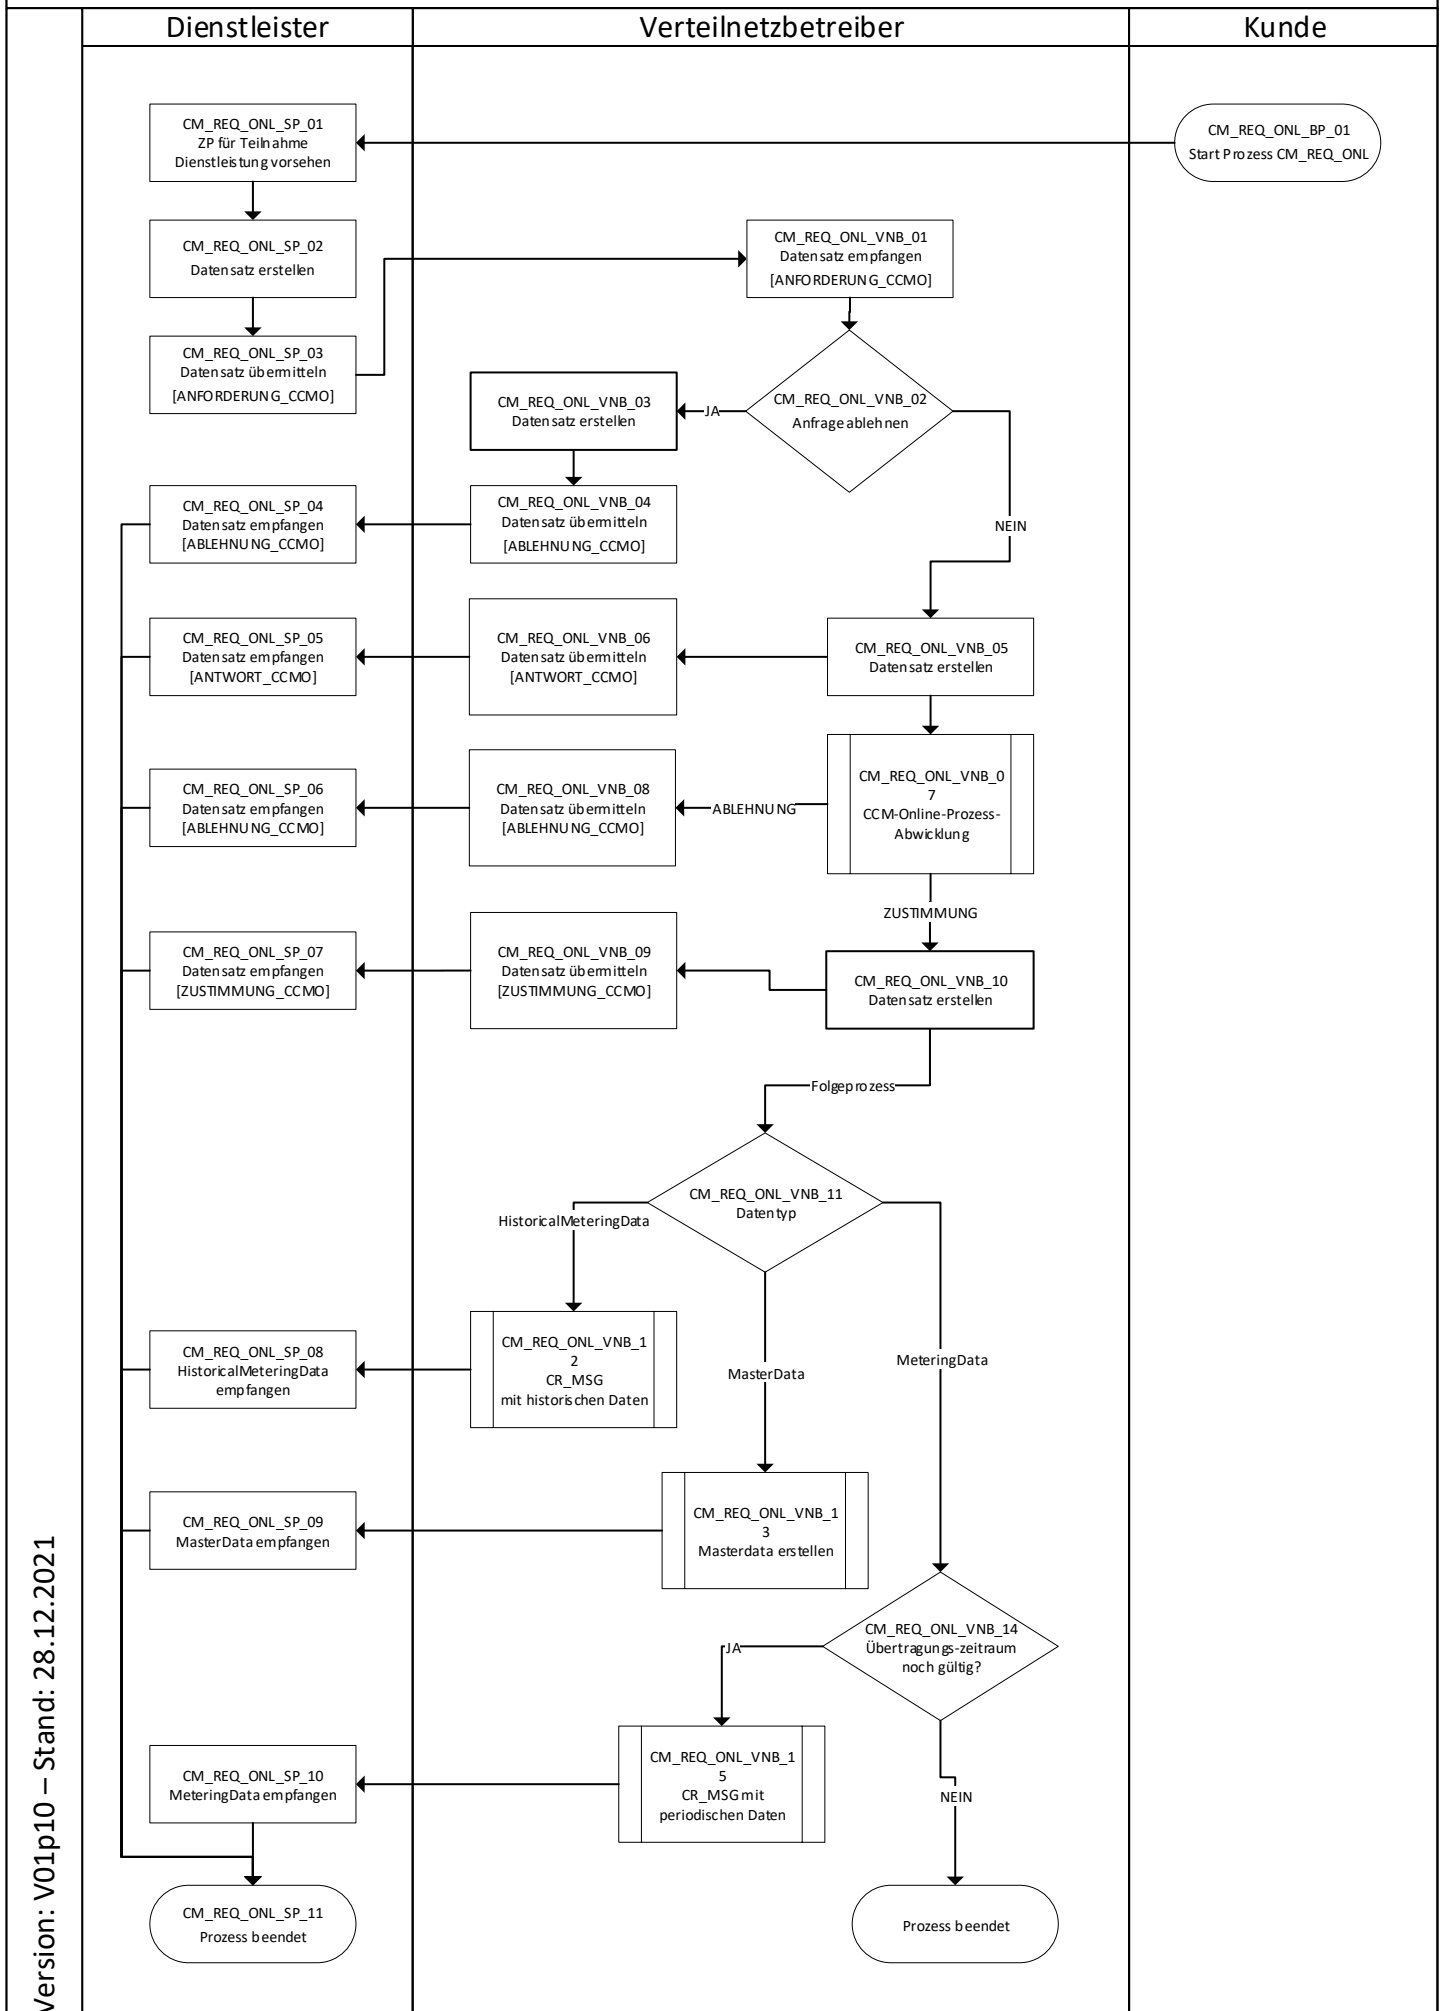 Dienstleister
Verteilnetzbetreiber
Kunde
CM_REQ_ONL_SP_01
ZP für Teilnahme
Dienstleistung vorsehen
CM_REQ_ONL_BP_01
Start Prozess CM_REQ_ONL
CM_REQ_ONL_SP_02
Datensatz erstellen
CM_REQ_ONL_VNB_01
Datensatz empfangen
[ANFORDERUNG_CCMO]
CM_REQ_ONL_SP_03
Datensatz übermitteln
[ANFORDERUNG_CCMO]
CM_REQ_ONL_VNB_03
Datensatz erstellen
JA
CM_REQ_ONL_VNB_02
Anfrage ablehnen
NEIN
CM_REQ_ONL_SP_04
Datensatz empfangen
[ABLEHNUNG_CCMO]
CM_REQ_ONL_VNB_04
Datensatz übermitteln
[ABLEHNUNG_CCMO]
CM_REQ_ONL_SP_05
Datensatz empfangen
[ANTWORT_CCMO]
CM_REQ_ONL_VNB_06
Datensatz übermitteln
[ANTWORT_CCMO]
CM_REQ_ONL_VNB_05
Datensatz erstellen
CM_REQ_ONL_SP_06
Datensatz empfangen
[ABLEHNUNG_CCMO]
CM_REQ_ONL_VNB_08
Datensatz übermitteln
[ABLEHNUNG_CCMO]
ABLEHNUNG
CM_REQ_ONL_VNB_0
7
CCM-Online-Prozess-
Abwicklung
ZUSTIMMUNG
CM_REQ_ONL_SP_07
Datensatz empfangen
[ZUSTIMMUNG_CCMO]
CM_REQ_ONL_VNB_09
Datensatz übermitteln
[ZUSTIMMUNG_CCMO]
CM_REQ_ONL_VNB_10
Datensatz erstellen
Folgeprozess
CM_REQ_ONL_VNB_11
Datentyp
HistoricalMeteringData
MasterData
MeteringData
CM_REQ_ONL_SP_08
HistoricalMeteringData
empfangen
CM_REQ_ONL_VNB_1
2
CR_MSG
mit historischen Daten
CM_REQ_ONL_SP_09
MasterData empfangen
CM_REQ_ONL_VNB_1
3
Masterdata erstellen
CM_REQ_ONL_VNB_14
Übertragungs-zeitraum
noch gültig?
JA
NEIN
CM_REQ_ONL_SP_10
MeteringData empfangen
CM_REQ_ONL_VNB_1
5
CR_MSG mit
periodischen Daten
CM_REQ_ONL_SP_11
Prozess beendet
Prozess beendet
Version: V01p10 – Stand: 28.12.2021